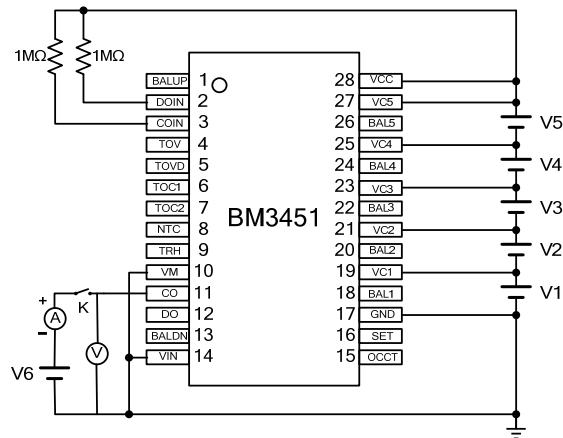 1MΩ
1MΩ
BALUP 1
DOIN 2
COIN 3
TOV 4
TOVD 5
TOC1 6
TOC2 7
NTC 8
TRH 9
VM 10
CO 11
DO 12
BALDN 13
VIN 14
BM3451
28 VCC
27 VC5
26 BAL5
25 VC4
24 BAL4
23 VC3
22 BAL3
21 VC2
20 BAL2
19 VC1
18 BAL1
17 GND
16 SET
15 OCCT
V5
V4
V3
V2
V1
+
K
A
-
V
V6